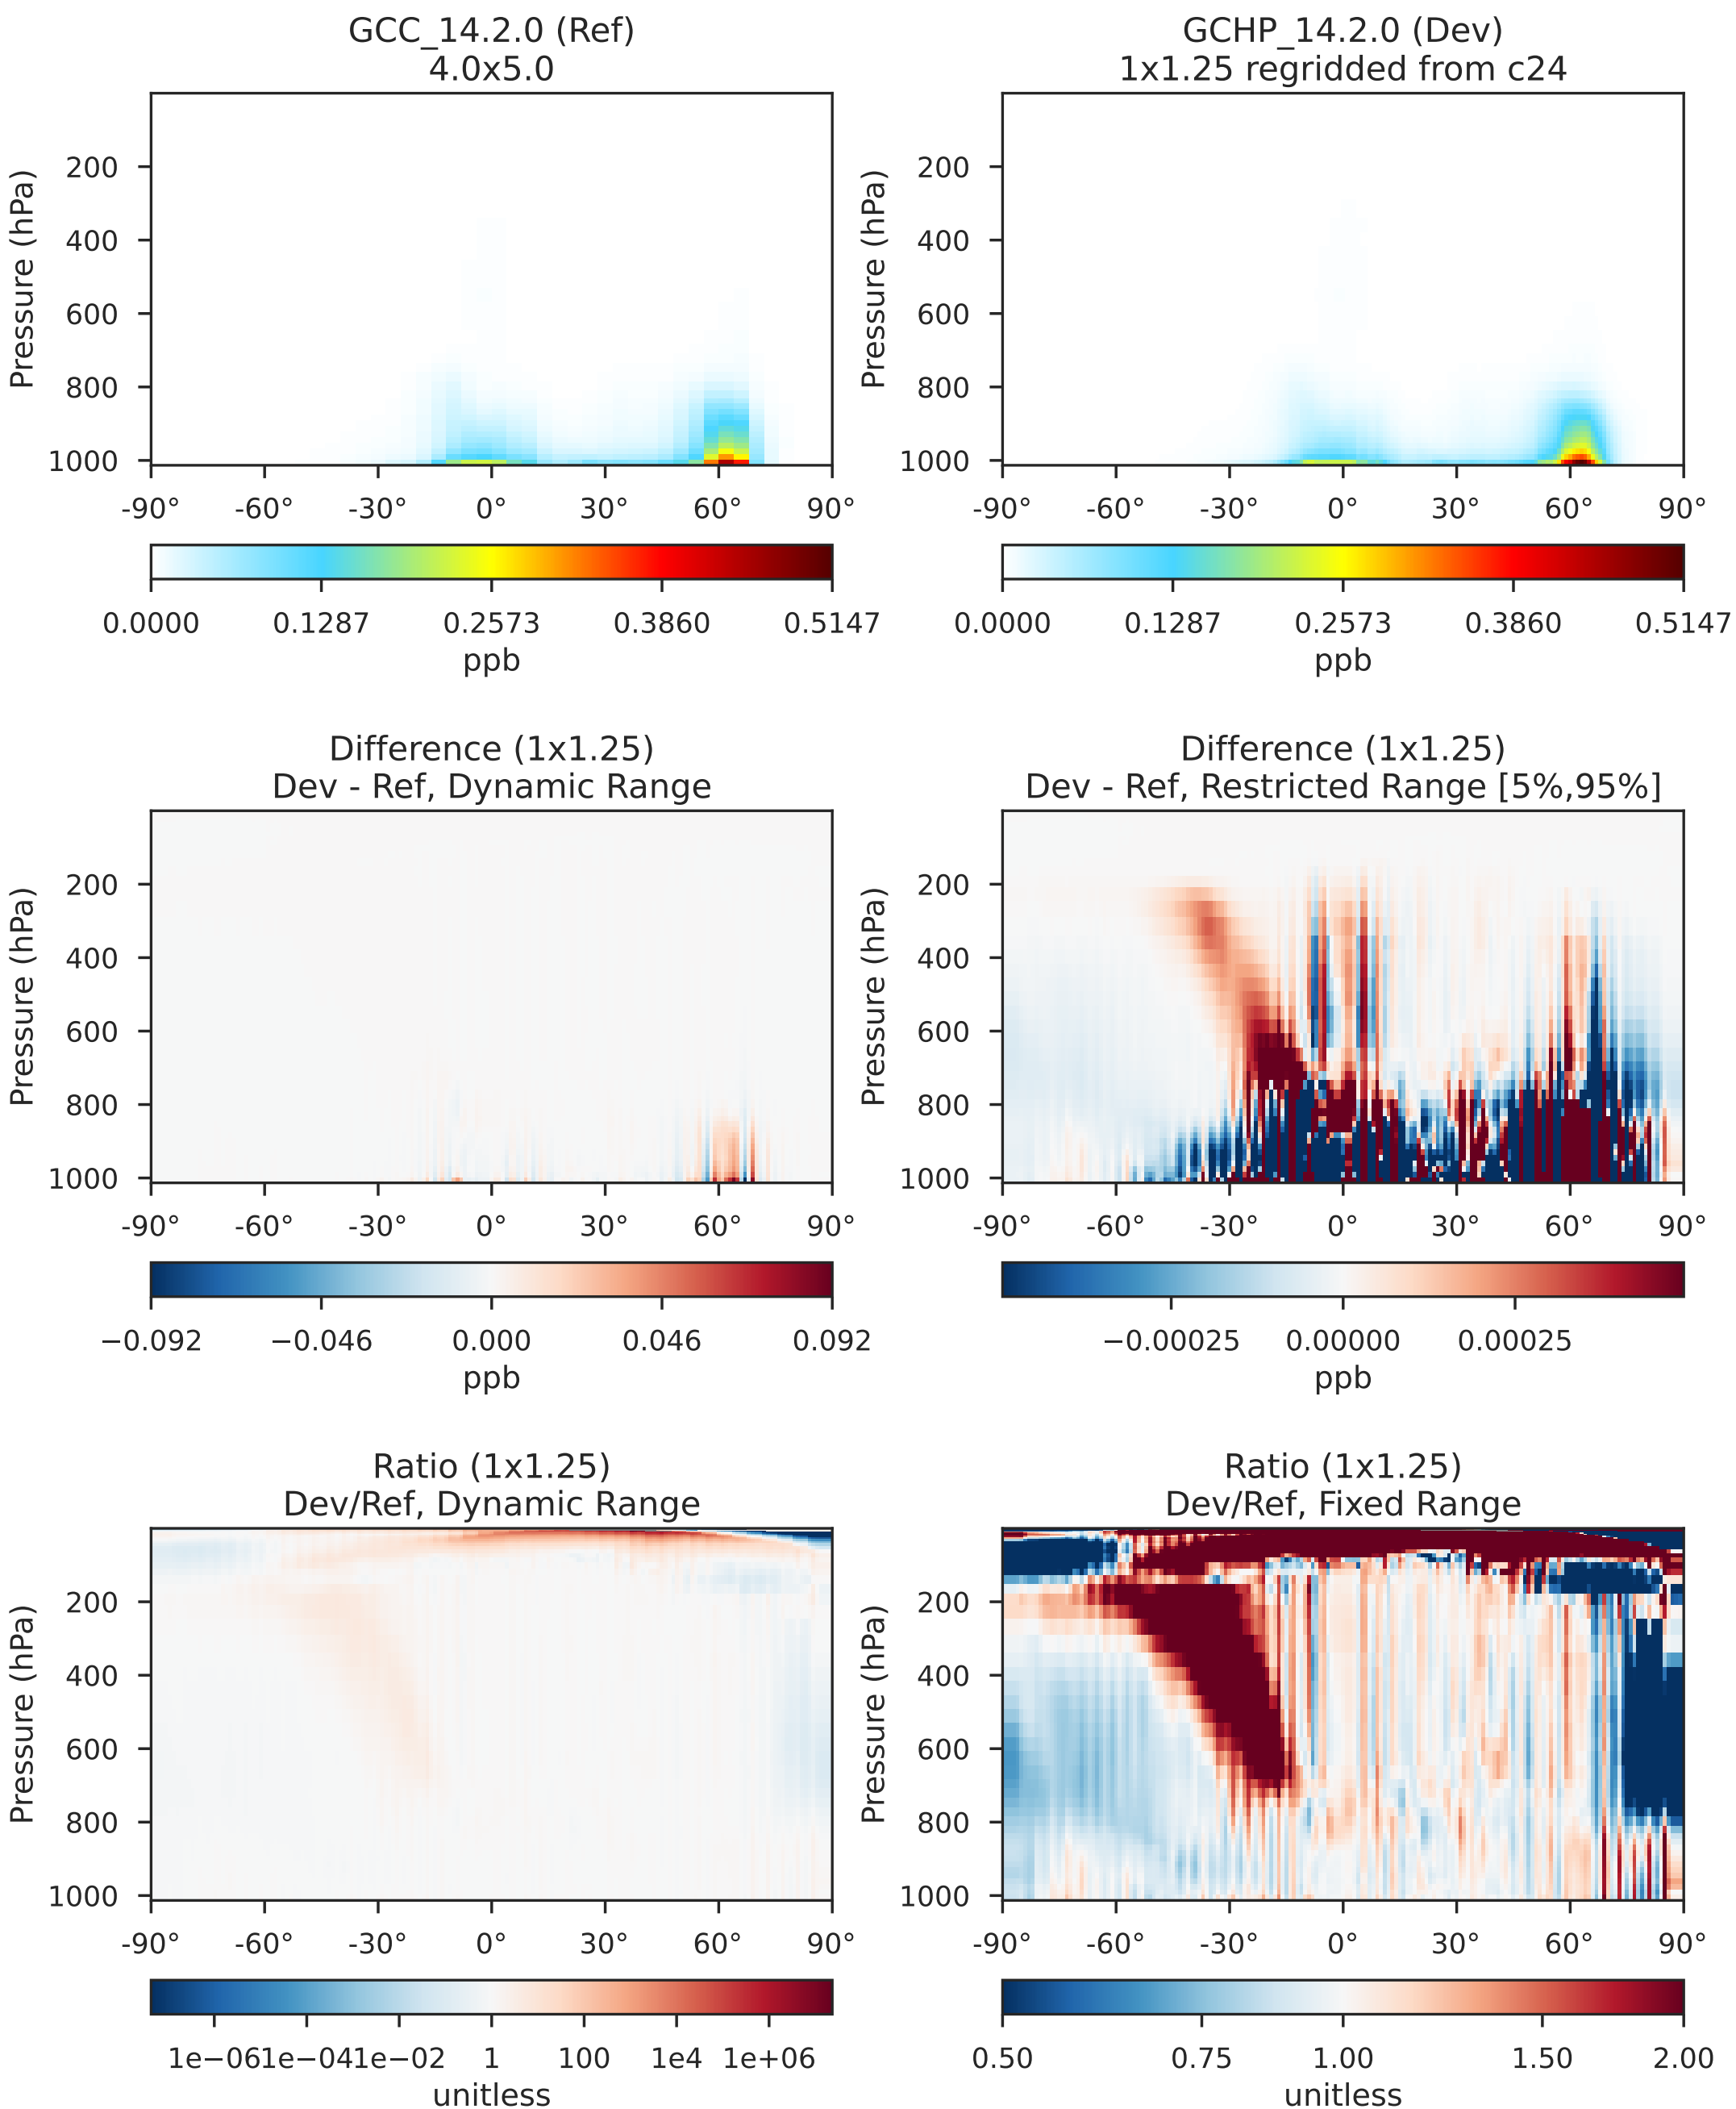 GCC_14.2.0 (Ref)
4.0x5.0
Pressure (hPa)
200
400
600
800
1000
-90° -60° -30° 0° 30° 60° 90°
0.0000 0.1287 0.2573 0.3860 0.5147
ppb
GCHP_14.2.0 (Dev)
1x1.25 regridded from c24
Pressure (hPa)
200
400
600
800
1000
-90° -60° -30° 0° 30° 60° 90°
0.0000 0.1287 0.2573 0.3860 0.5147
ppb
Difference (1x1.25)
Dev - Ref, Dynamic Range
Pressure (hPa)
200
400
600
800
1000
-90° -60° -30° 0° 30° 60° 90°
−0.092 −0.046 0.000 0.046 0.092
ppb
Difference (1x1.25)
Dev - Ref, Restricted Range [5%,95%]
Pressure (hPa)
200
400
600
800
1000
-90° -60° -30° 0° 30° 60° 90°
−0.00025 0.00000 0.00025
ppb
Ratio (1x1.25)
Dev/Ref, Dynamic Range
Pressure (hPa)
200
400
600
800
1000
-90° -60° -30° 0° 30° 60° 90°
1e−06 1e−04 1e−02 1 100 1e4 1e+06
unitless
Ratio (1x1.25)
Dev/Ref, Fixed Range
Pressure (hPa)
200
400
600
800
1000
-90° -60° -30° 0° 30° 60° 90°
0.50 0.75 1.00 1.50 2.00
unitless